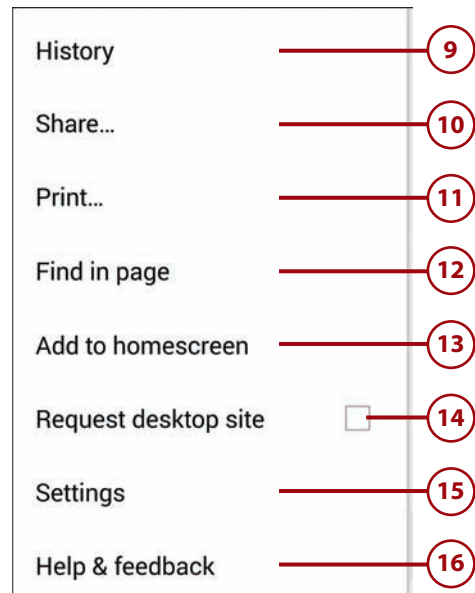 History 9
Share... 10
Print... 11
Find in page 12
Add to homescreen 13
Request desktop site 14
Settings 15
Help & feedback 16